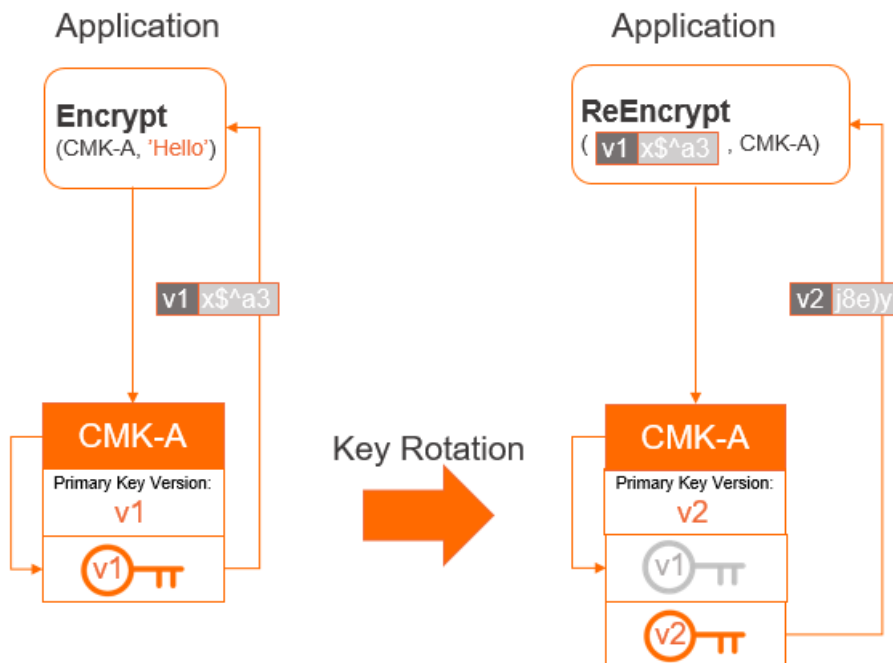 Application
Encrypt
(CMK-A, 'Hello')
v1 x$^a3
CMK-A
Primary Key Version:
v1
v1
Key Rotation
Application
ReEncrypt
( v1 x$^a3 , CMK-A)
v2 j8e)y
CMK-A
Primary Key Version:
v2
v1
v2